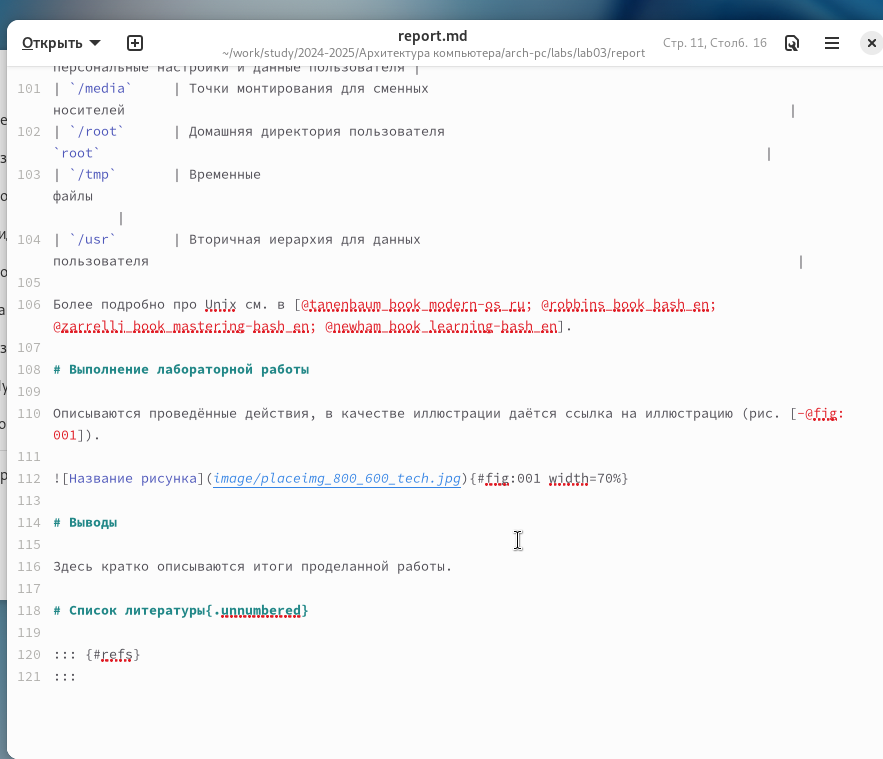 Открыть
report.md
~/work/study/2024-2025/Архитектура компьютера/arch-pc/labs/lab03/report
Стр. 11, Столб. 16
персональные настройки и данные пользователя |
101 | `/media` | Точки монтирования для сменных
носителей |
102 | `/root` | Домашняя директория пользователя
`root` |
103 | `/tmp` | Временные
файлы
|
104 | `/usr` | Вторичная иерархия для данных
пользователя |
105
106 Более подробно про Unix см. в [@tanenbaum_book_modern-os_ru; @robbins_book_bash_en;
@zarrelli_book_mastering-bash_en; @newham_book_learning-bash_en].
107
108 # Выполнение лабораторной работы
109
110 Описываются проведённые действия, в качестве иллюстрации даётся ссылка на иллюстрацию (рис. [-@fig:
001]).
111
112 ![Название рисунка](image/placeimg_800_600_tech.jpg){#fig:001 width=70%}
113
114 # Выводы
115
116 Здесь кратко описываются итоги проделанной работы.
117
118 # Список литературы{.unnumbered}
119
120 ::: {#refs}
121 :::